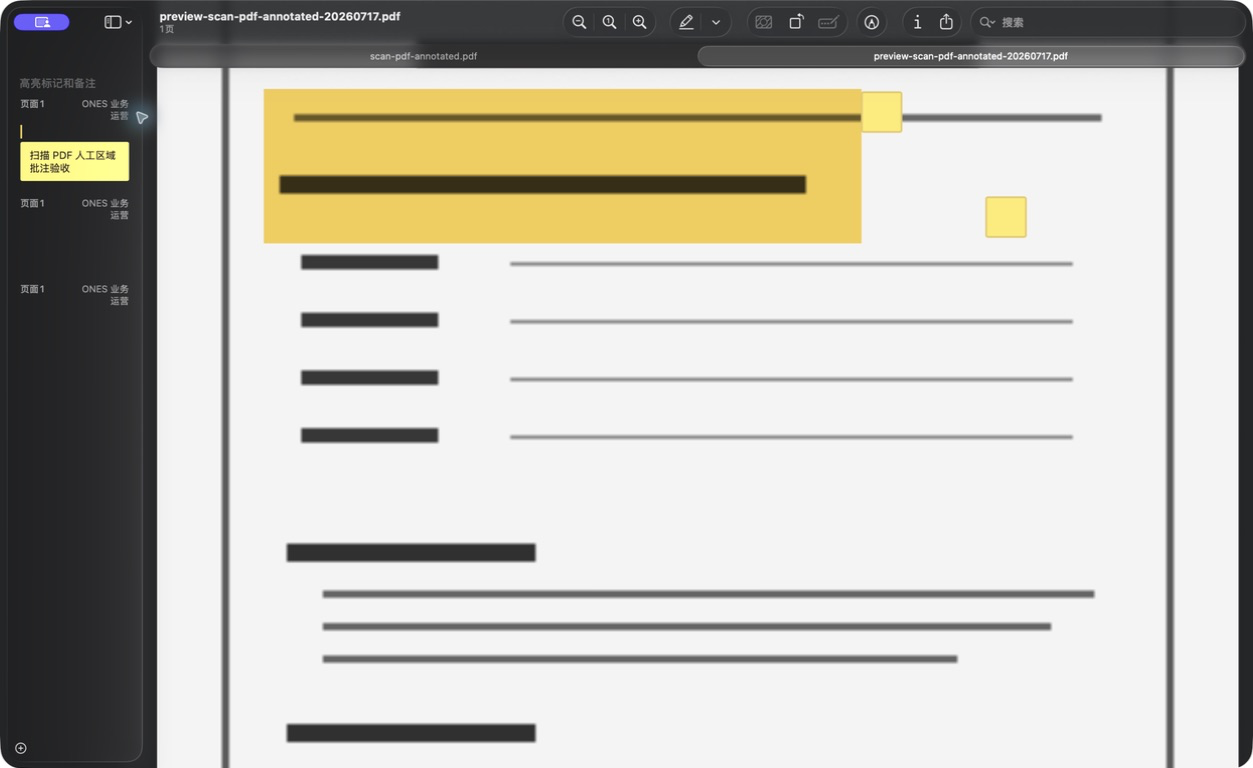 preview-scan-pdf-annotated-20260717.pdf
1页
搜索
scan-pdf-annotated.pdf
preview-scan-pdf-annotated-20260717.pdf
高亮标记和备注
页面1
ONES 业务
运营
扫描 PDF 人工区域
批注验收
页面1
ONES 业务
运营
页面1
ONES 业务
运营